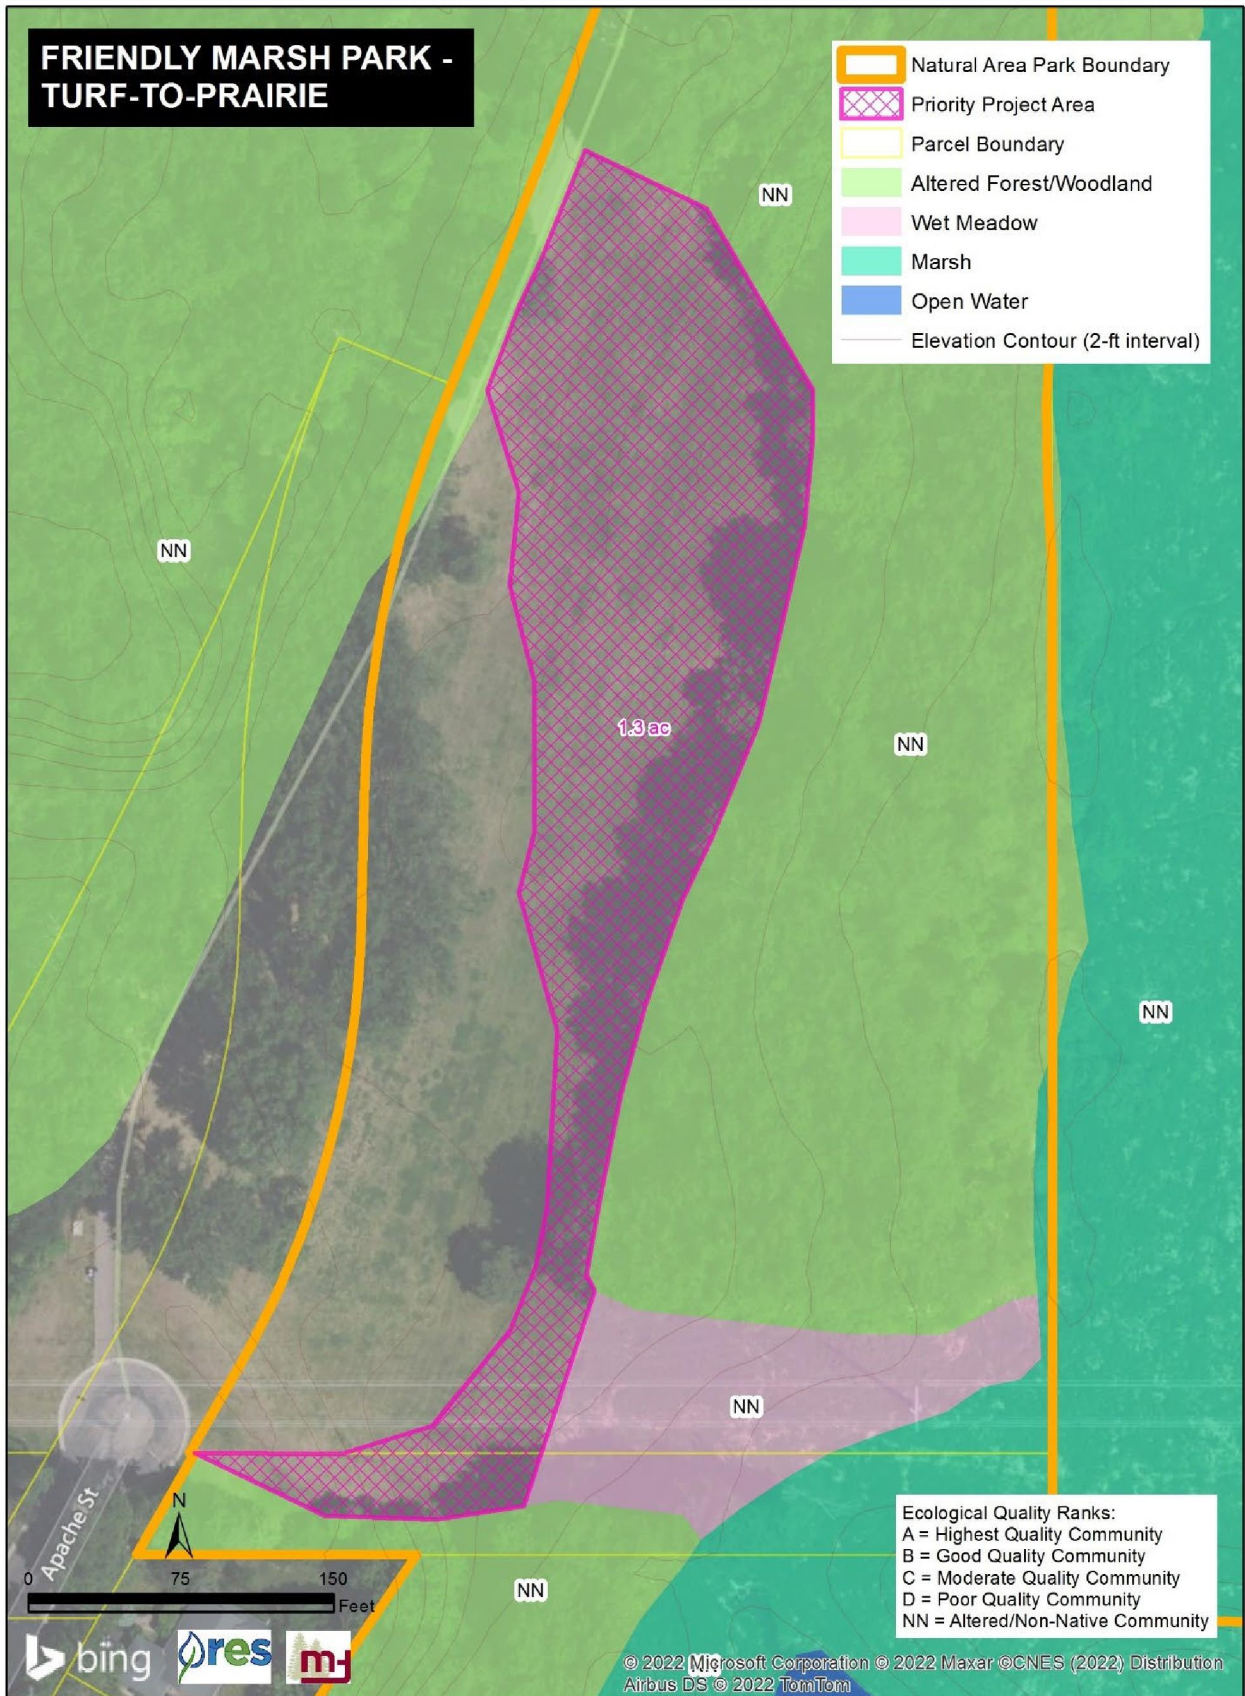 FRIENDLY MARSH PARK -
TURF-TO-PRAIRIE
Natural Area Park Boundary
Priority Project Area
Parcel Boundary
Altered Forest/Woodland
Wet Meadow
Marsh
Open Water
Elevation Contour (2-ft interval)
NN
NN
1.3 ac
NN
NN
NN
Apache St
N
0 75 150
Feet
NN
Ecological Quality Ranks:
A = Highest Quality Community
B = Good Quality Community
C = Moderate Quality Community
D = Poor Quality Community
NN = Altered/Non-Native Community
bing
res
NN
© 2022 Microsoft Corporation © 2022 Maxar ©CNES (2022) Distribution
Airbus DS © 2022 TomTom